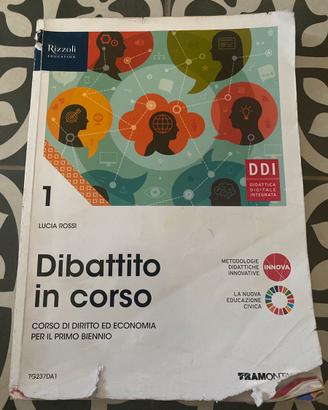 Rizzoli
EDUCATION
DDI
DIDATTICA
DIGITALE
INTEGRATA
1
LUCIA ROSSI
Dibattito
in corso
METODOLOGIE
DIDATTICHE
INNOVATIVE
INNOVA
LA NUOVA
EDUCAZIONE
CIVICA
CORSO DI DIRITTO ED ECONOMIA
PER IL PRIMO BIENNIO
TG237DA1
TRAMONTANA